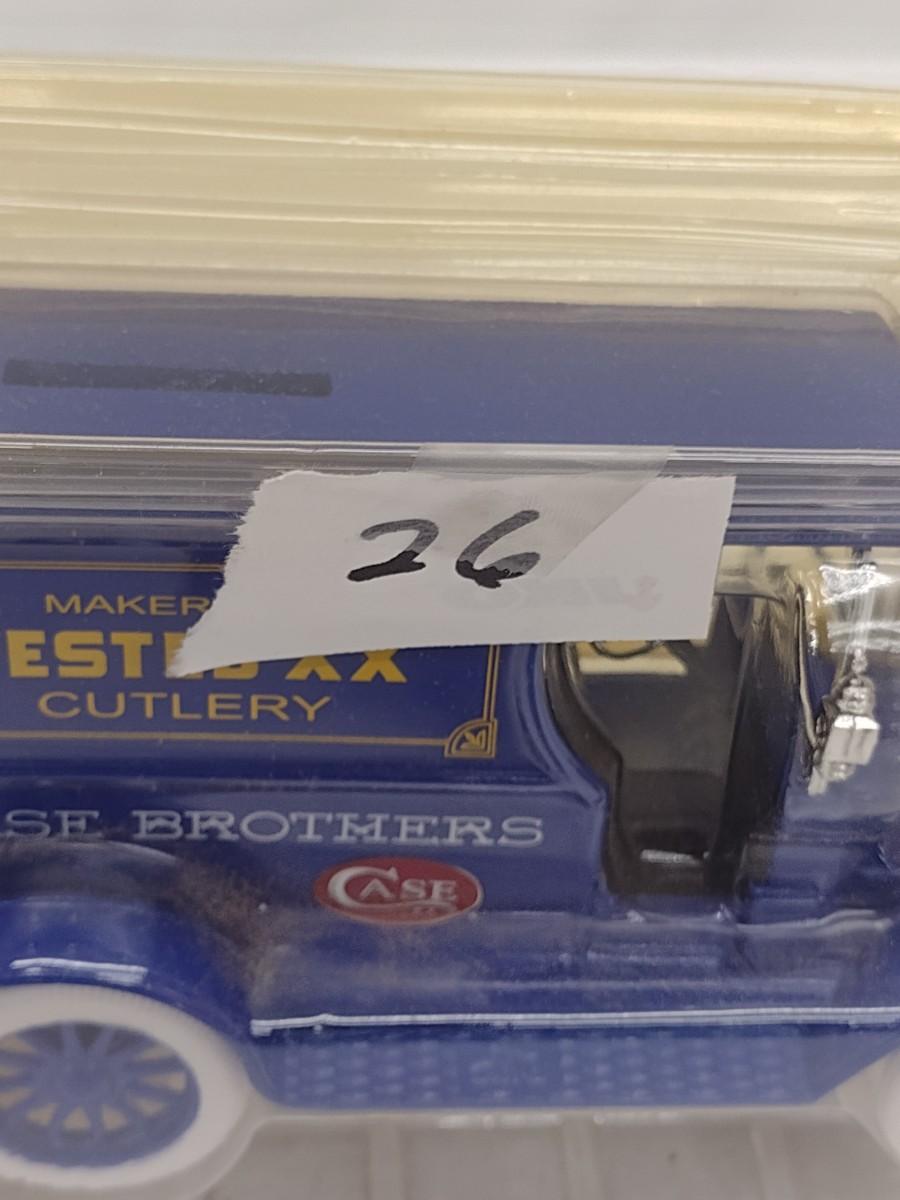 26
MAKER
ESTED XX
CUTLERY
SE BROTHERS
CASE